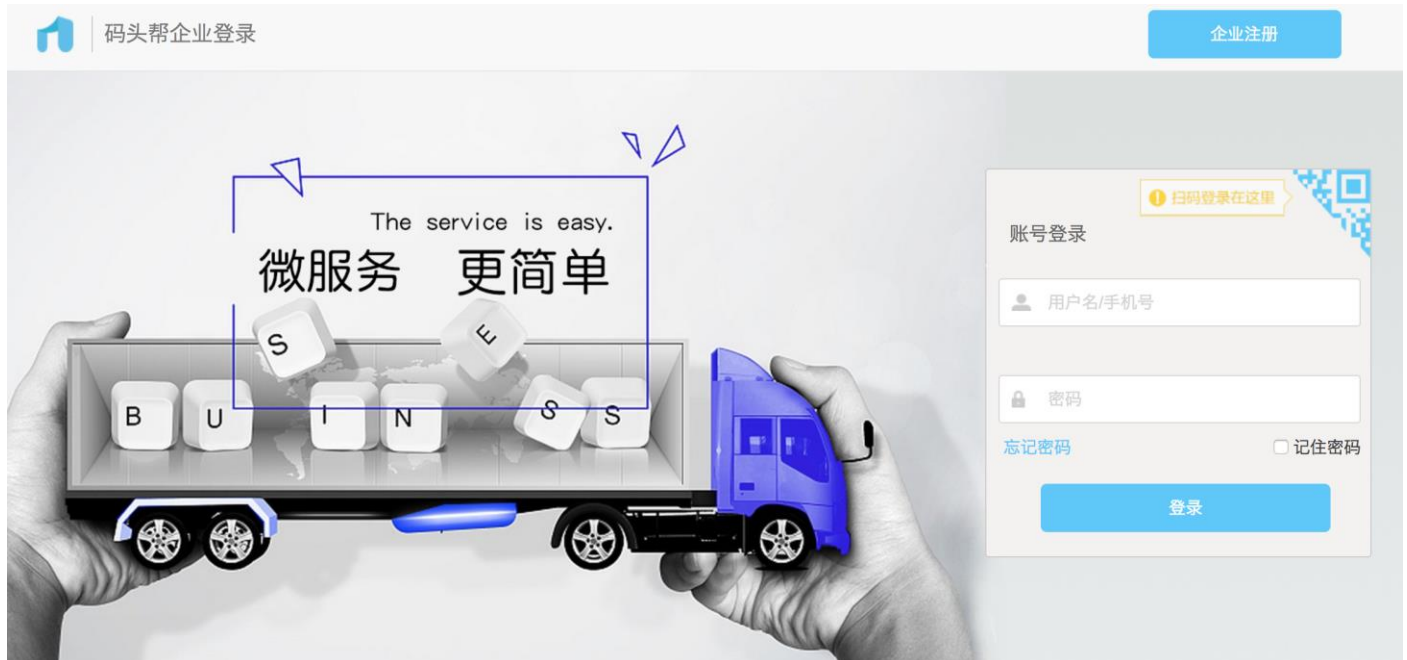 码头帮企业登录
企业注册
The service is easy.
微服务 更简单
S E
B U I N S S
扫码登录在这里
账号登录
用户名/手机号
密码
忘记密码
记住密码
登录